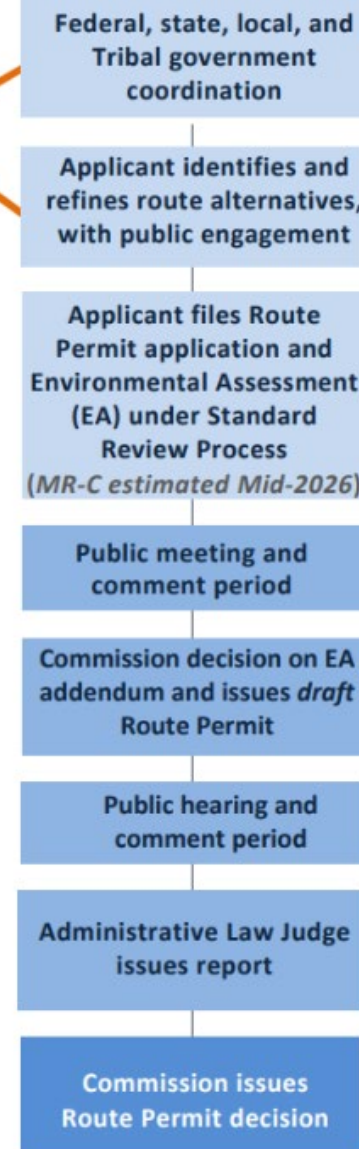 Federal, state, local, and
Tribal government
coordination
Applicant identifies and
refines route alternatives,
with public engagement
Applicant files Route
Permit application and
Environmental Assessment
(EA) under Standard
Review Process
(MR-C estimated Mid-2026)
Public meeting and
comment period
Commission decision on EA
addendum and issues draft
Route Permit
Public hearing and
comment period
Administrative Law Judge
issues report
Commission issues
Route Permit decision